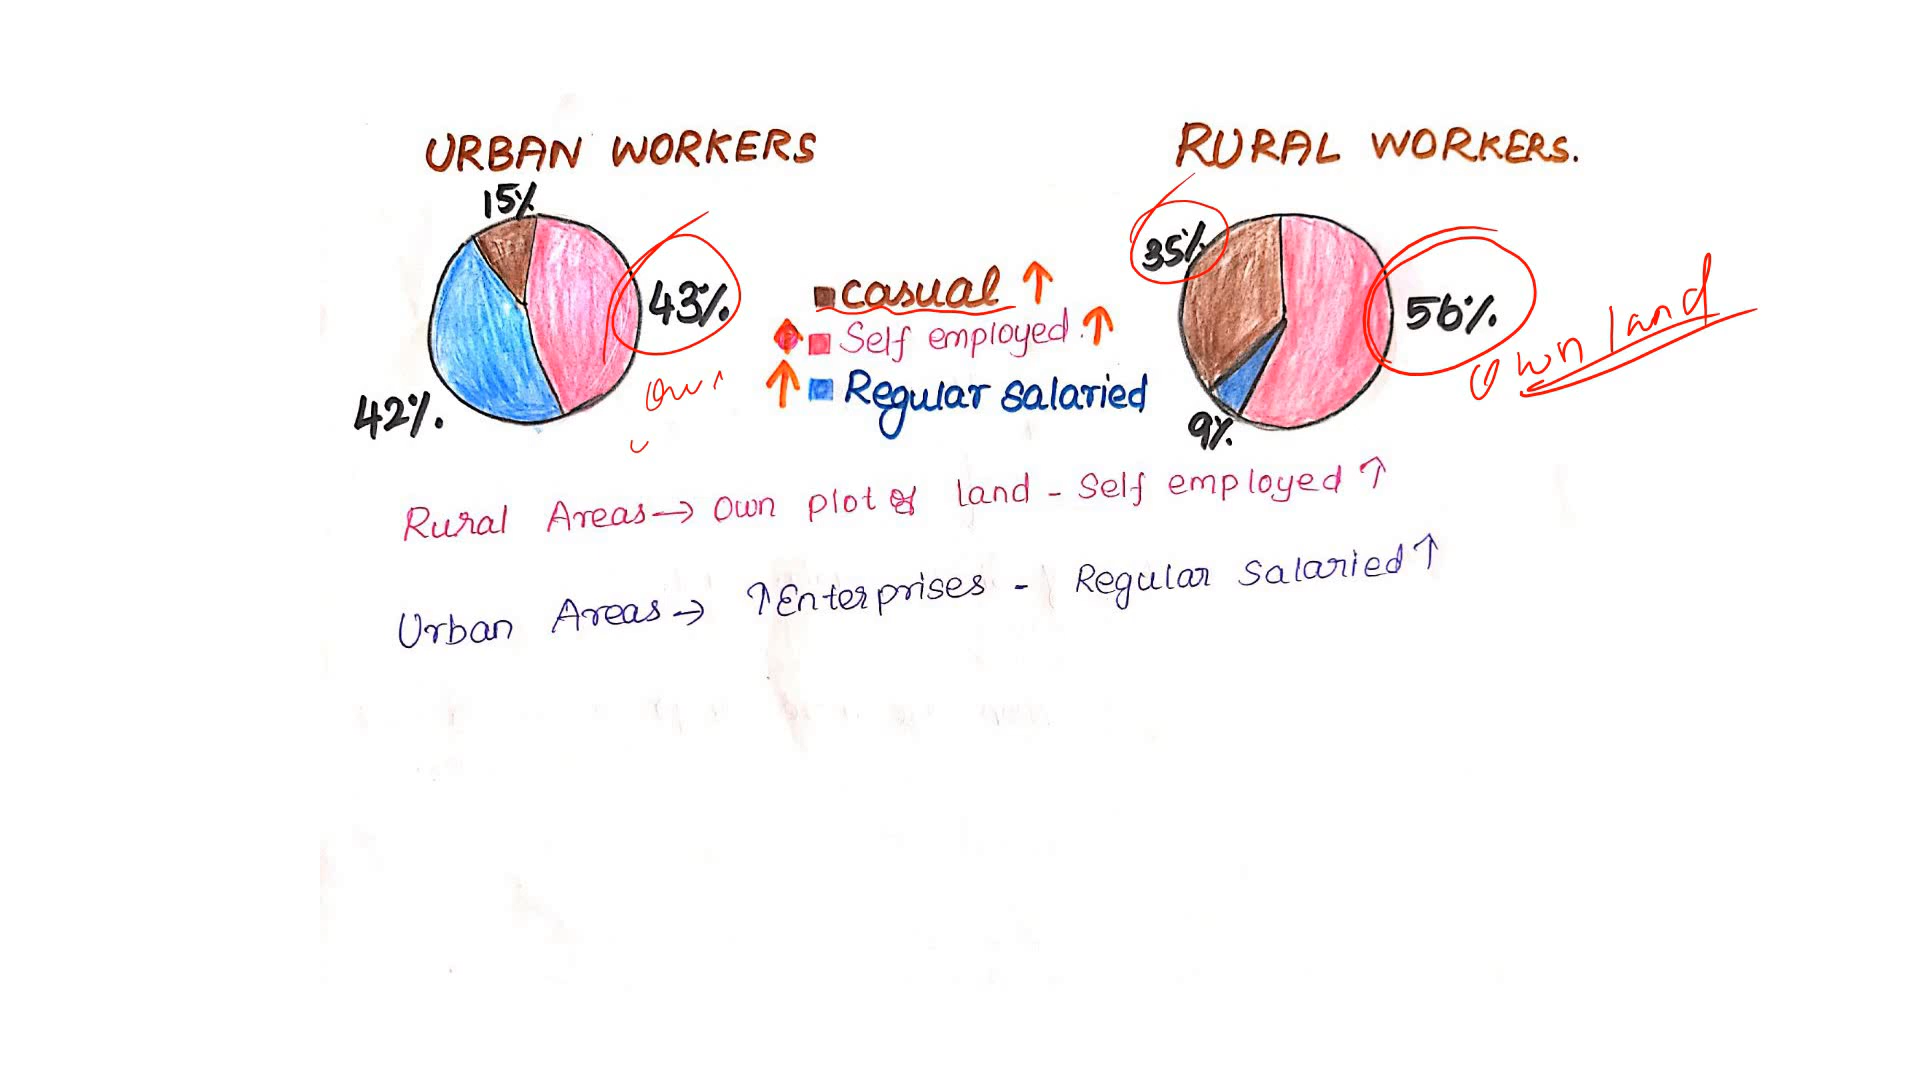 URBAN WORKERS
RURAL WORKERS.
15%
43%.
42%.
casual ↑
Self employed ↑
↑ Regular salaried
35%
56%.
9%.
Own land
Rural Areas → Own plot of land - Self employed ↑
Urban Areas → ↑ Enterprises - Regular salaried ↑